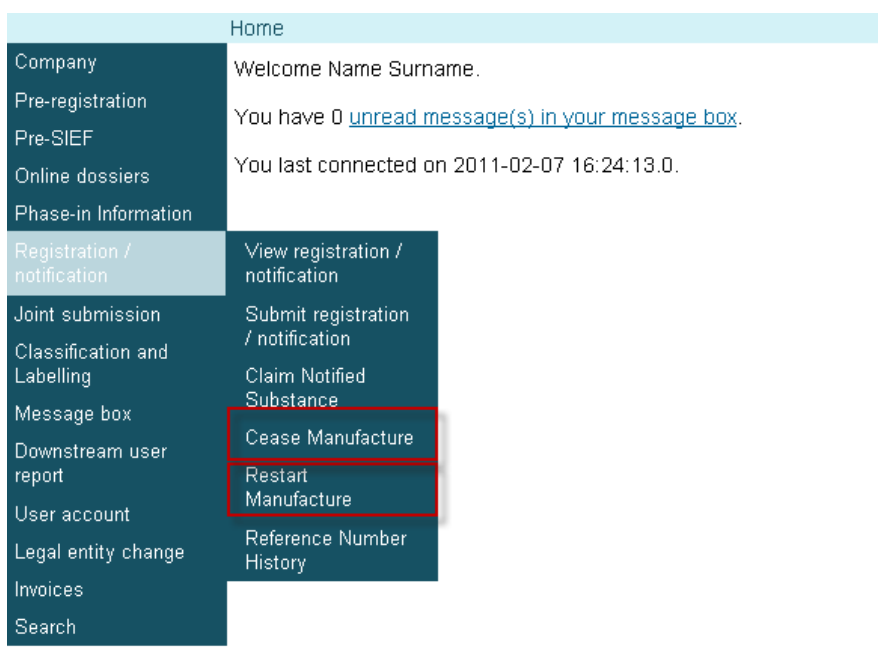 Home
Company
Pre-registration
Pre-SIEF
Online dossiers
Phase-in Information
Registration /
notification
Joint submission
Classification and
Labelling
Message box
Downstream user
report
User account
Legal entity change
Invoices
Search
Welcome Name Surname.
You have 0 unread message(s) in your message box.
You last connected on 2011-02-07 16:24:13.0.
View registration /
notification
Submit registration
/ notification
Claim Notified
Substance
Cease Manufacture
Restart
Manufacture
Reference Number
History